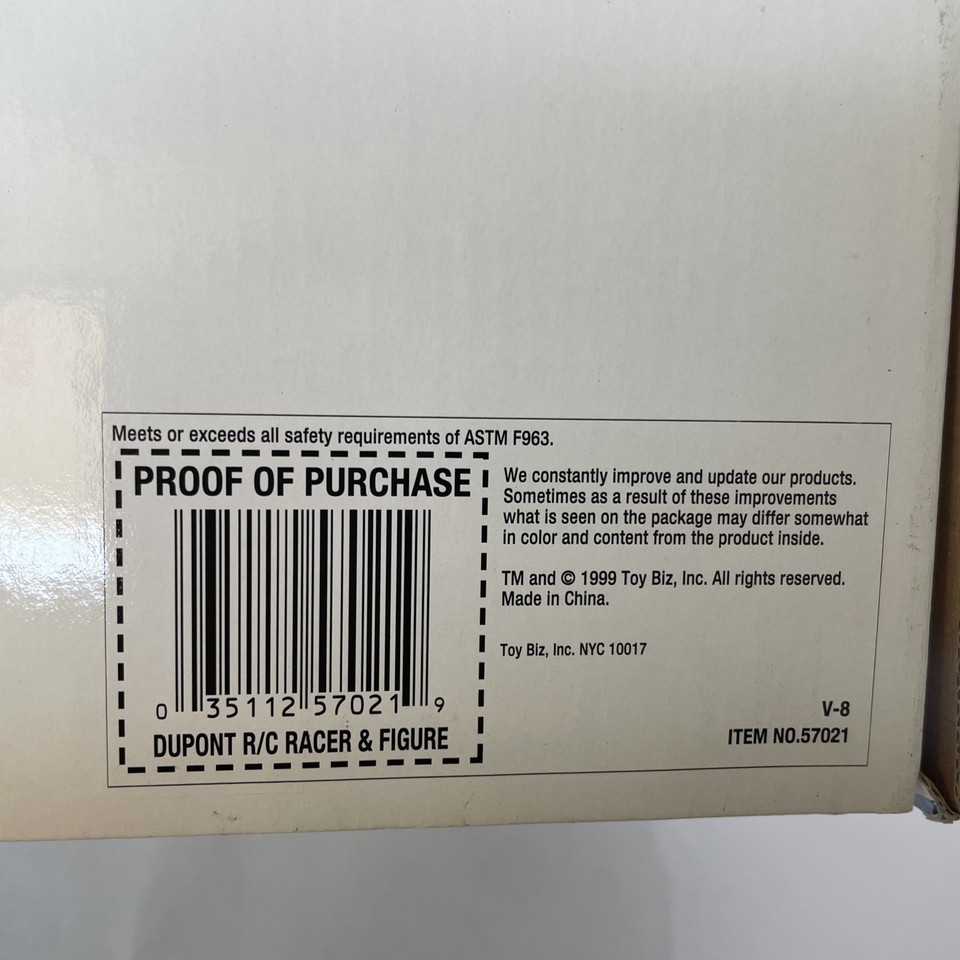 Meets or exceeds all safety requirements of ASTM F963.
PROOF OF PURCHASE
0 35112 57021 9
DUPONT R/C RACER & FIGURE
We constantly improve and update our products.
Sometimes as a result of these improvements
what is seen on the package may differ somewhat
in color and content from the product inside.
TM and © 1999 Toy Biz, Inc. All rights reserved.
Made in China.
Toy Biz, Inc. NYC 10017
V-8
ITEM NO.57021